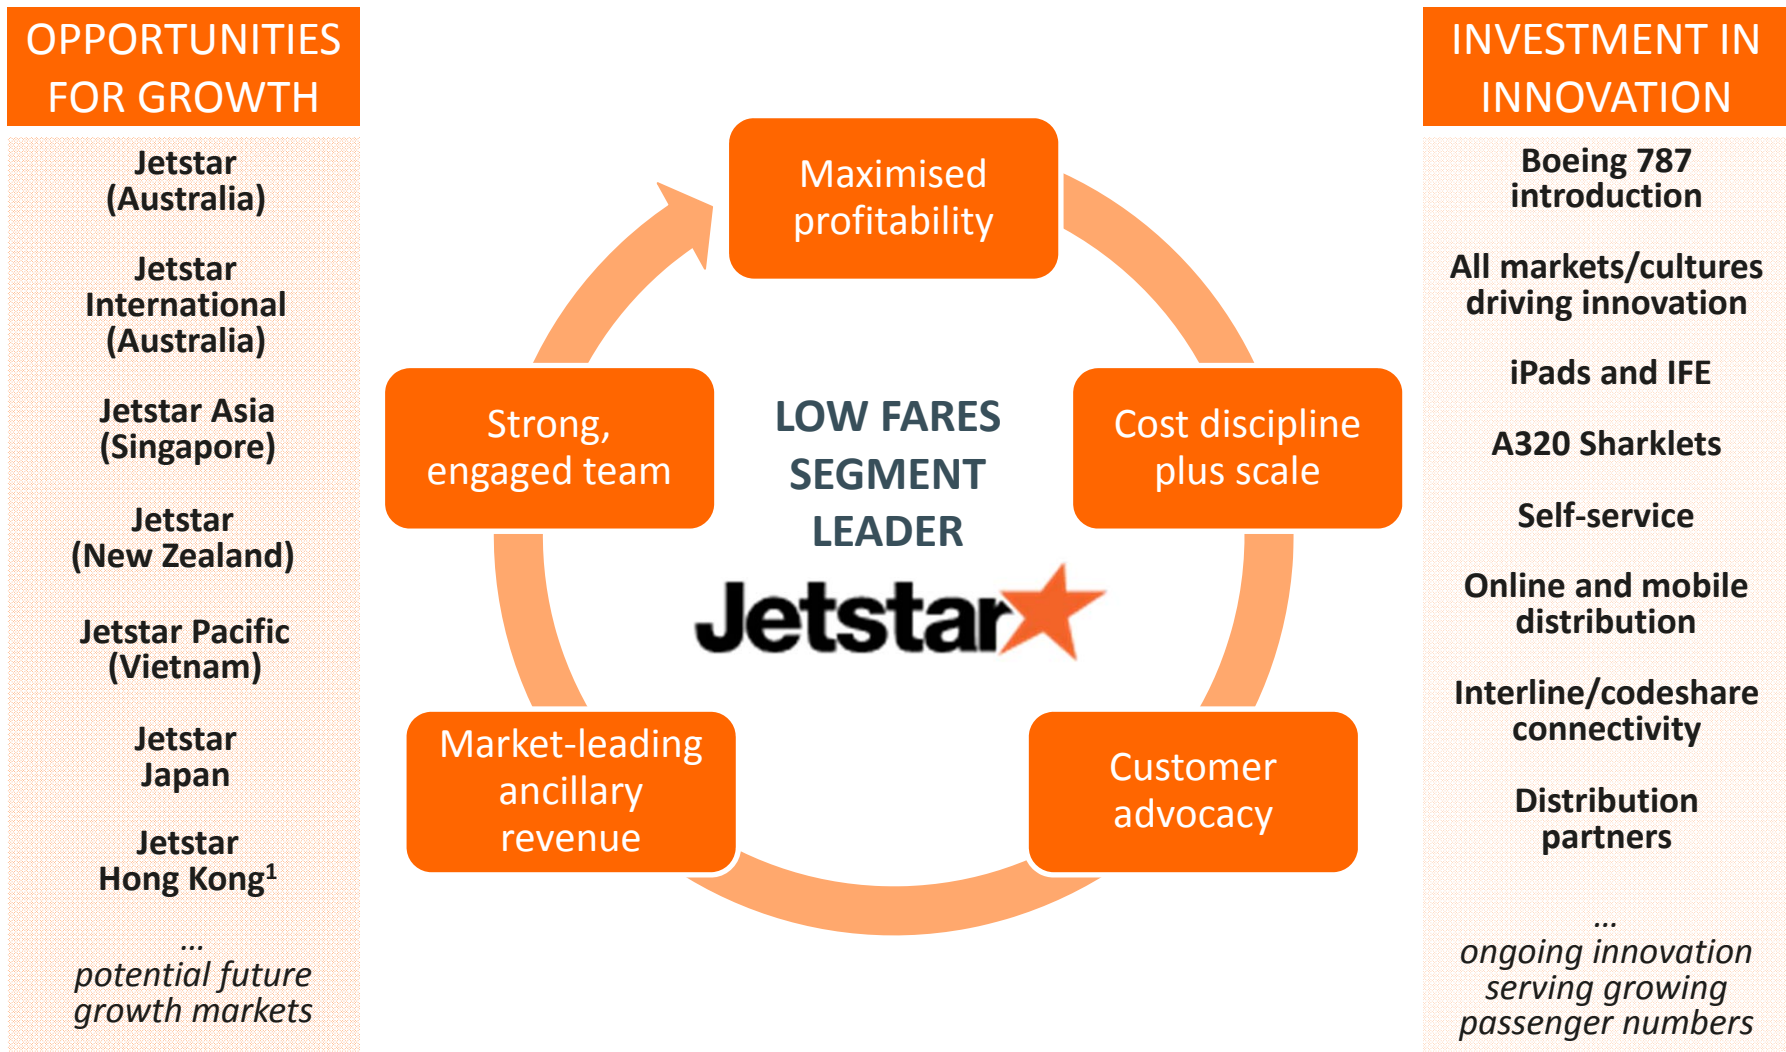 OPPORTUNITIES
FOR GROWTH
Jetstar
(Australia)
Jetstar
International
(Australia)
Jetstar Asia
(Singapore)
Jetstar
(New Zealand)
Jetstar Pacific
(Vietnam)
Jetstar
Japan
Jetstar
Hong Kong¹
...
potential future
growth markets
Maximised
profitability
Cost discipline
plus scale
Customer
advocacy
Market-leading
ancillary
revenue
Strong,
engaged team
LOW FARES
SEGMENT
LEADER
Jetstar
INVESTMENT IN
INNOVATION
Boeing 787
introduction
All markets/cultures
driving innovation
iPads and IFE
A320 Sharklets
Self-service
Online and mobile
distribution
Interline/codeshare
connectivity
Distribution
partners
...
ongoing innovation
serving growing
passenger numbers